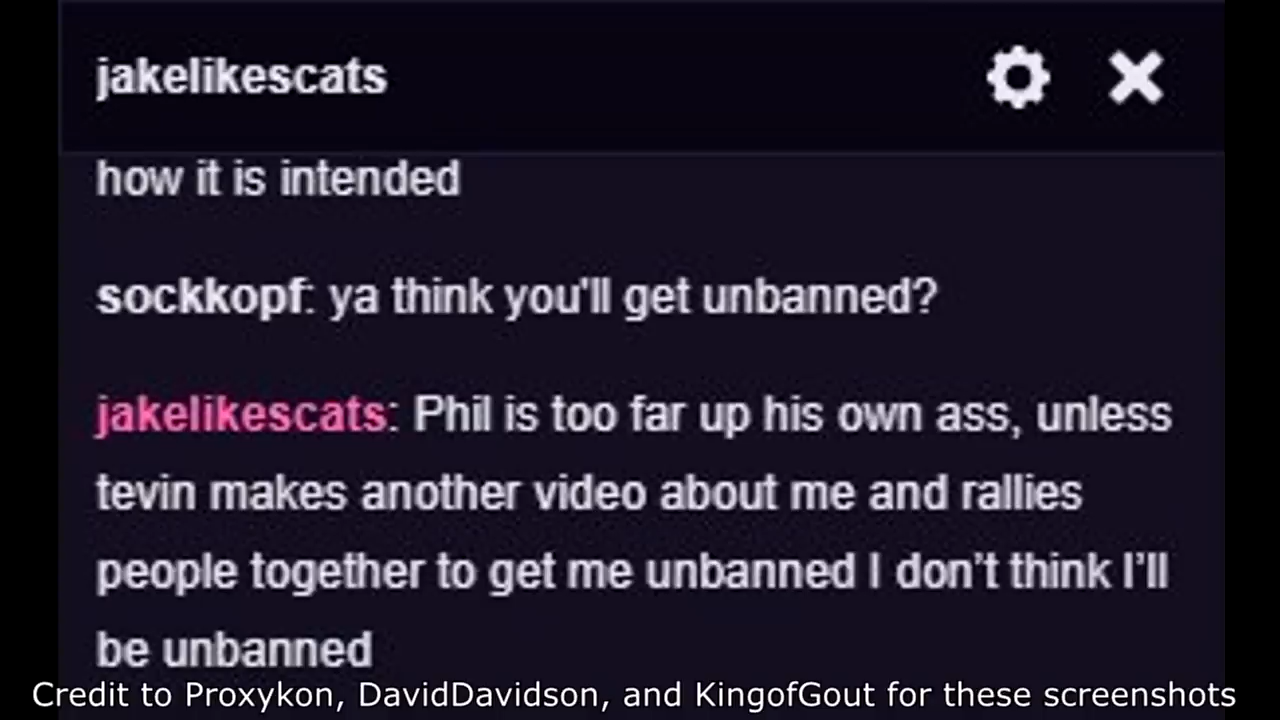 jakelikescats
how it is intended
sockkopf: ya think you'll get unbanned?
jakelikescats: Phil is too far up his own ass, unless
tevin makes another video about me and rallies
people together to get me unbanned I don’t think I’ll
be unbanned
Credit to Proxykon, DavidDavidson, and KingofGout for these screenshots